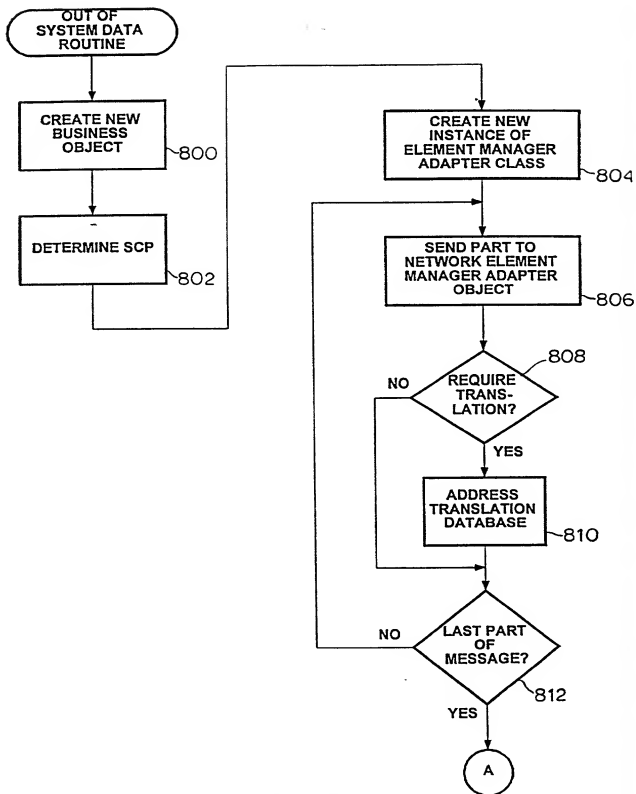 OUT OF
SYSTEM DATA
ROUTINE
CREATE NEW
BUSINESS
OBJECT
800
DETERMINE SCP
802
CREATE NEW
INSTANCE OF
ELEMENT MANAGER
ADAPTER CLASS
804
SEND PART TO
NETWORK ELEMENT
MANAGER ADAPTER
OBJECT
806
808
REQUIRE
TRANS-
LATION?
NO
YES
ADDRESS
TRANSLATION
DATABASE
810
LAST PART
OF
MESSAGE?
NO
812
YES
A